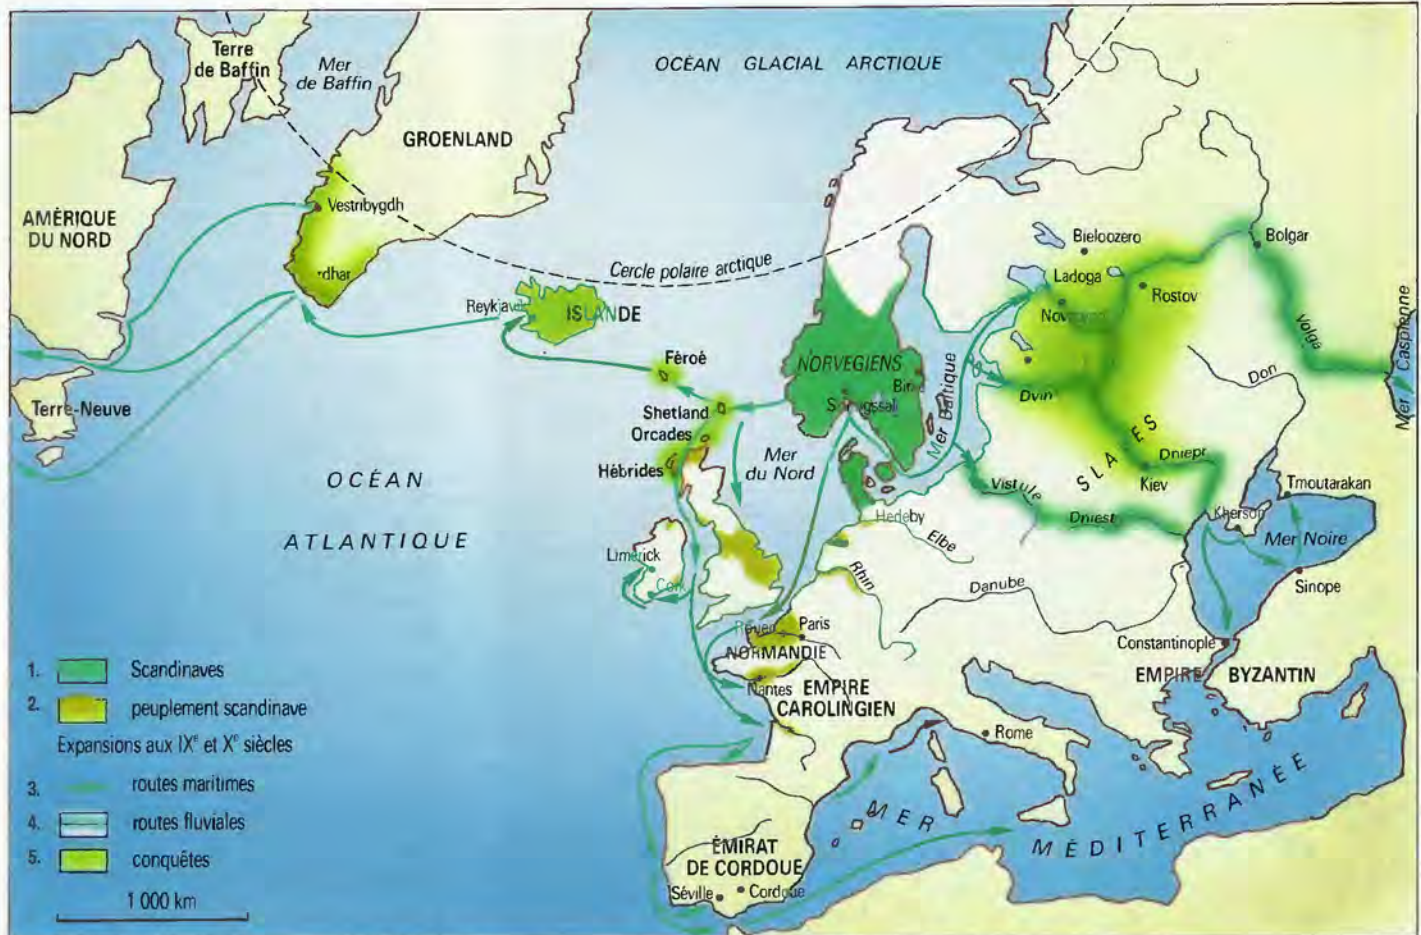 Terre
de Baffin
Mer
de Baffin
OCÉAN GLACIAL ARCTIQUE
GROENLAND
AMÉRIQUE
DU NORD
Vestribygdh
rdhar
Cercle polaire arctique
Reykjavik
ISLANDE
Bieloozero
Bolgar
Ladoga
Rostov
Volga
Mer Caspienne
Féroé
NORVEGIENS
Mer Baltique
Dvin
Don
Terre-Neuve
Shetland
Orcades
Hébrides
Mer
du Nord
SLAVES
Dniepr
Kiev
OCÉAN
ATLANTIQUE
Vistule
Dniest
Tmoutarakan
Kherson
Mer Noire
Hedeby
Elbe
Limerick
Cork
Rhin
Danube
Sinope
Rouen
Paris
NORMANDIE
Constantinople
Nantes
EMPIRE
CAROLINGIEN
EMPIRE BYZANTIN
Rome
1. Scandinaves
2. peuplement scandinave
Expansions aux IXe et Xe siècles
3. routes maritimes
4. routes fluviales
5. conquêtes
1 000 km
MER MÉDITERRANÉE
ÉMIRAT
DE CORDOUE
Séville
Cordoue